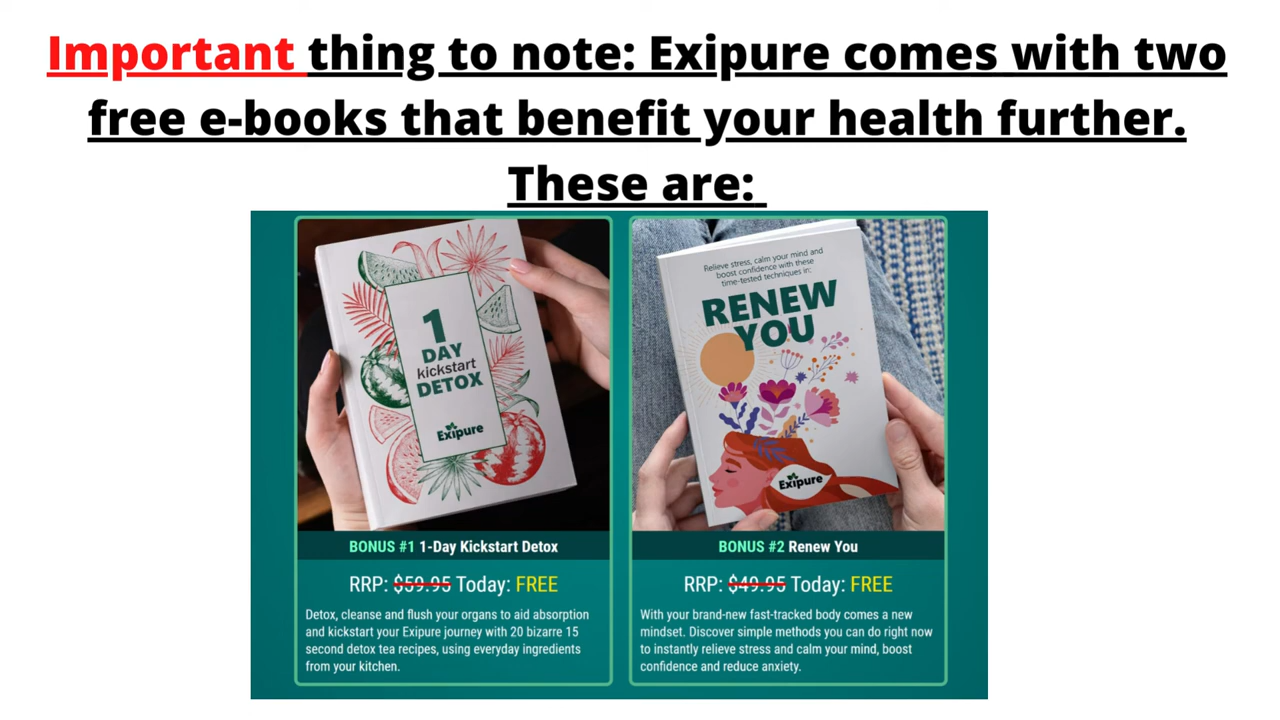 Important thing to note: Exipure comes with two
free e-books that benefit your health further.
These are:
1
DAY
kickstart
DETOX
Exipure
Relieve stress, calm your mind and
boost confidence with these
time-tested techniques in:
RENEW
YOU
Exipure
BONUS #1 1-Day Kickstart Detox
RRP: $59.95 Today: FREE
Detox, cleanse and flush your organs to aid absorption
and kickstart your Exipure journey with 20 bizarre 15
second detox tea recipes, using everyday ingredients
from your kitchen.
BONUS #2 Renew You
RRP: $49.95 Today: FREE
With your brand-new fast-tracked body comes a new
mindset. Discover simple methods you can do right now
to instantly relieve stress and calm your mind, boost
confidence and reduce anxiety.